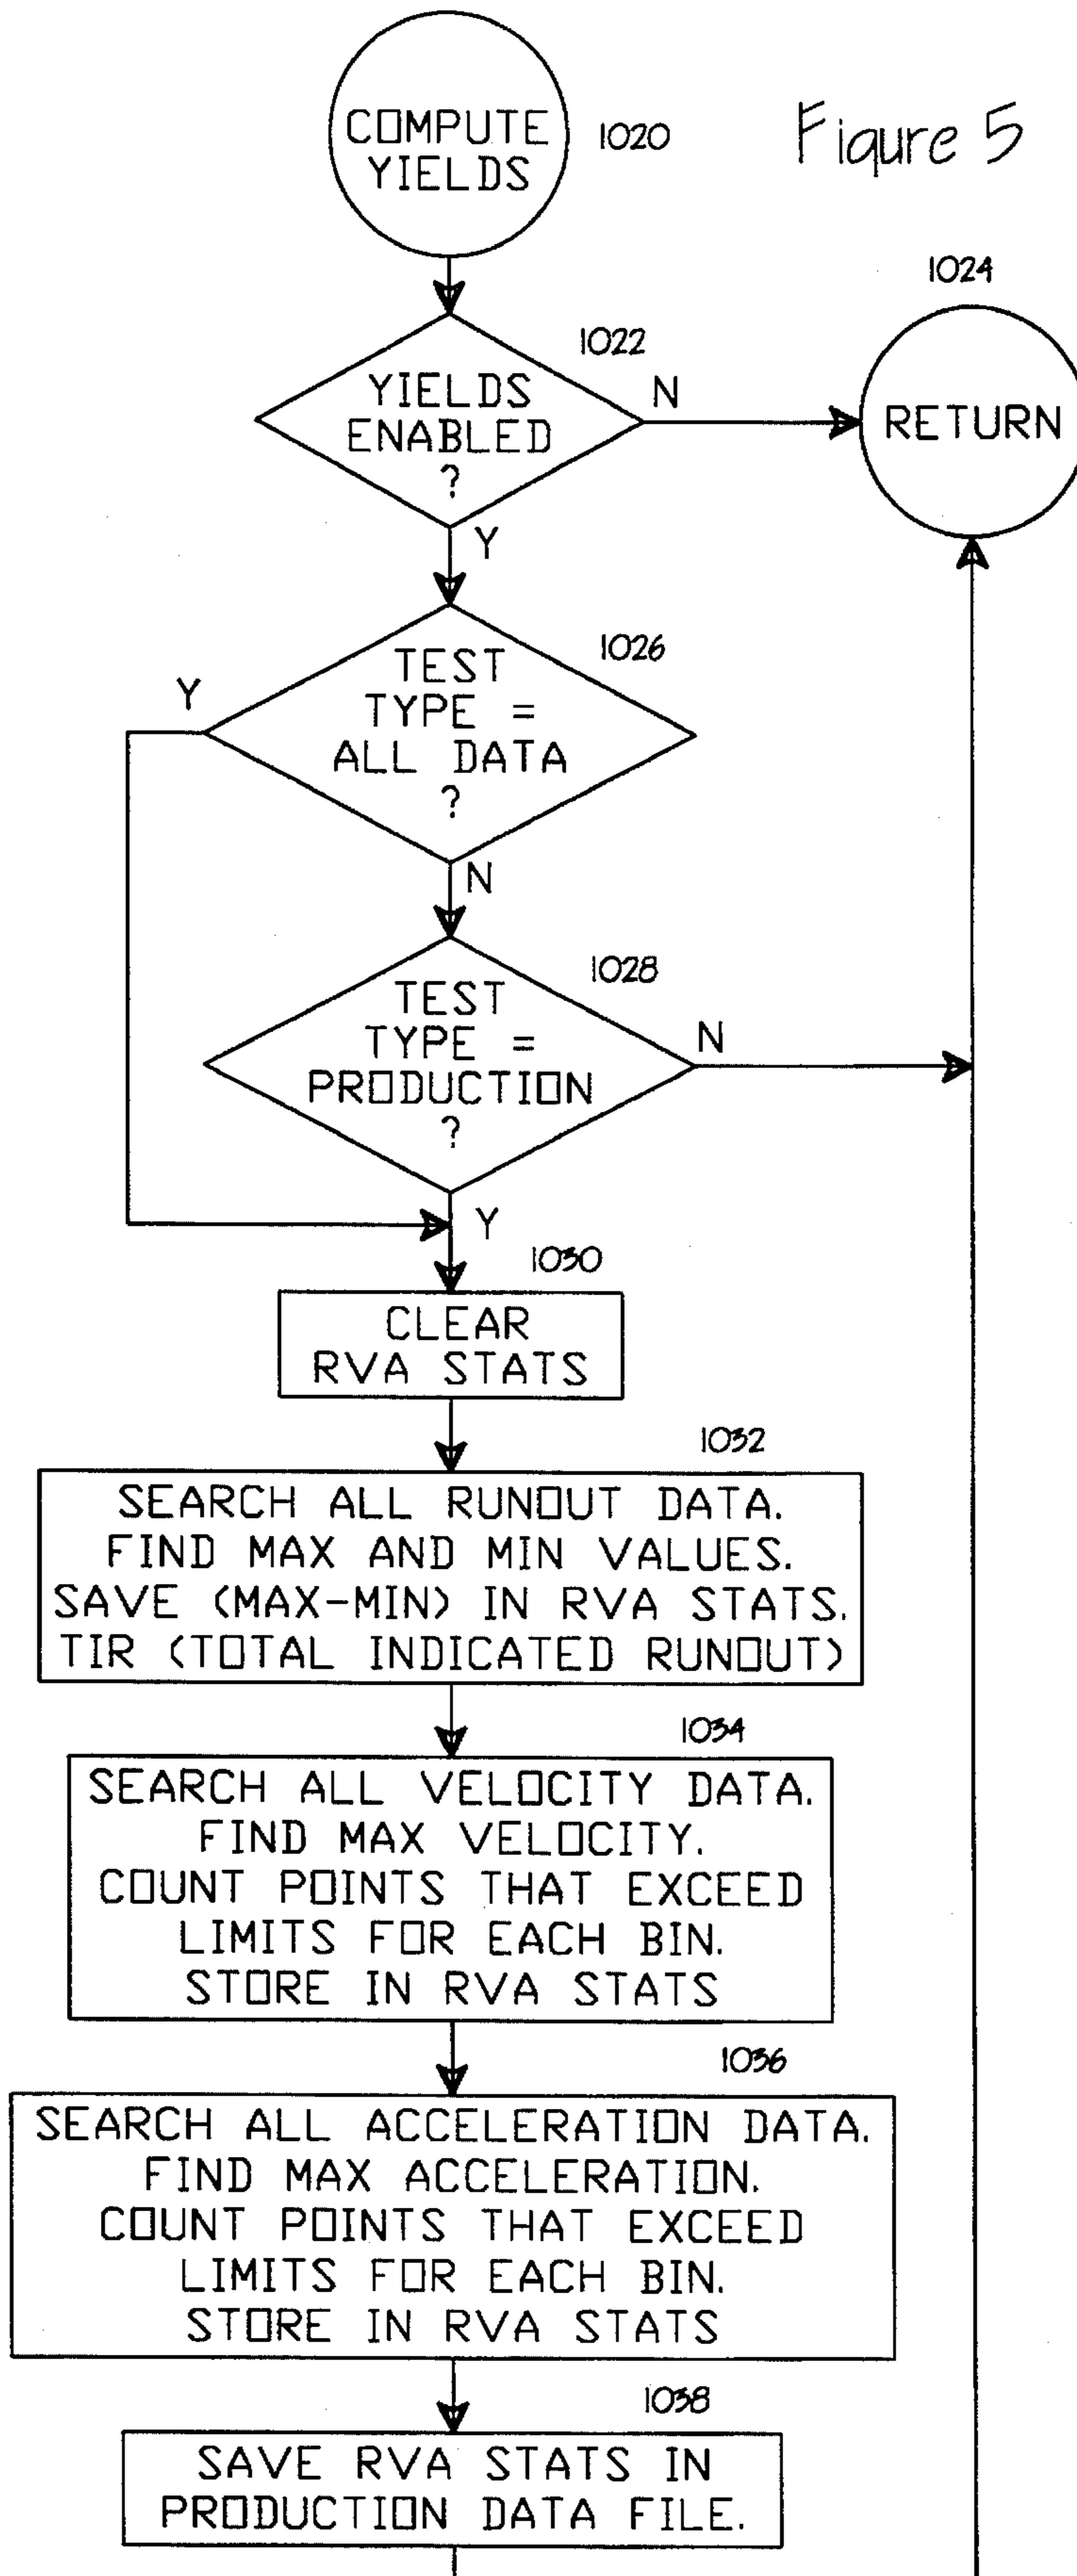 COMPUTE
YIELDS
1020
Figure 5
1024
RETURN
1022
YIELDS
ENABLED
?
N
Y
1026
TEST
TYPE =
ALL DATA
?
Y
N
1028
TEST
TYPE =
PRODUCTION
?
N
Y
1030
CLEAR
RVA STATS
1032
SEARCH ALL RUNOUT DATA.
FIND MAX AND MIN VALUES.
SAVE (MAX-MIN) IN RVA STATS.
TIR (TOTAL INDICATED RUNOUT)
1034
SEARCH ALL VELOCITY DATA.
FIND MAX VELOCITY.
COUNT POINTS THAT EXCEED
LIMITS FOR EACH BIN.
STORE IN RVA STATS
1036
SEARCH ALL ACCELERATION DATA.
FIND MAX ACCELERATION.
COUNT POINTS THAT EXCEED
LIMITS FOR EACH BIN.
STORE IN RVA STATS
1038
SAVE RVA STATS IN
PRODUCTION DATA FILE.